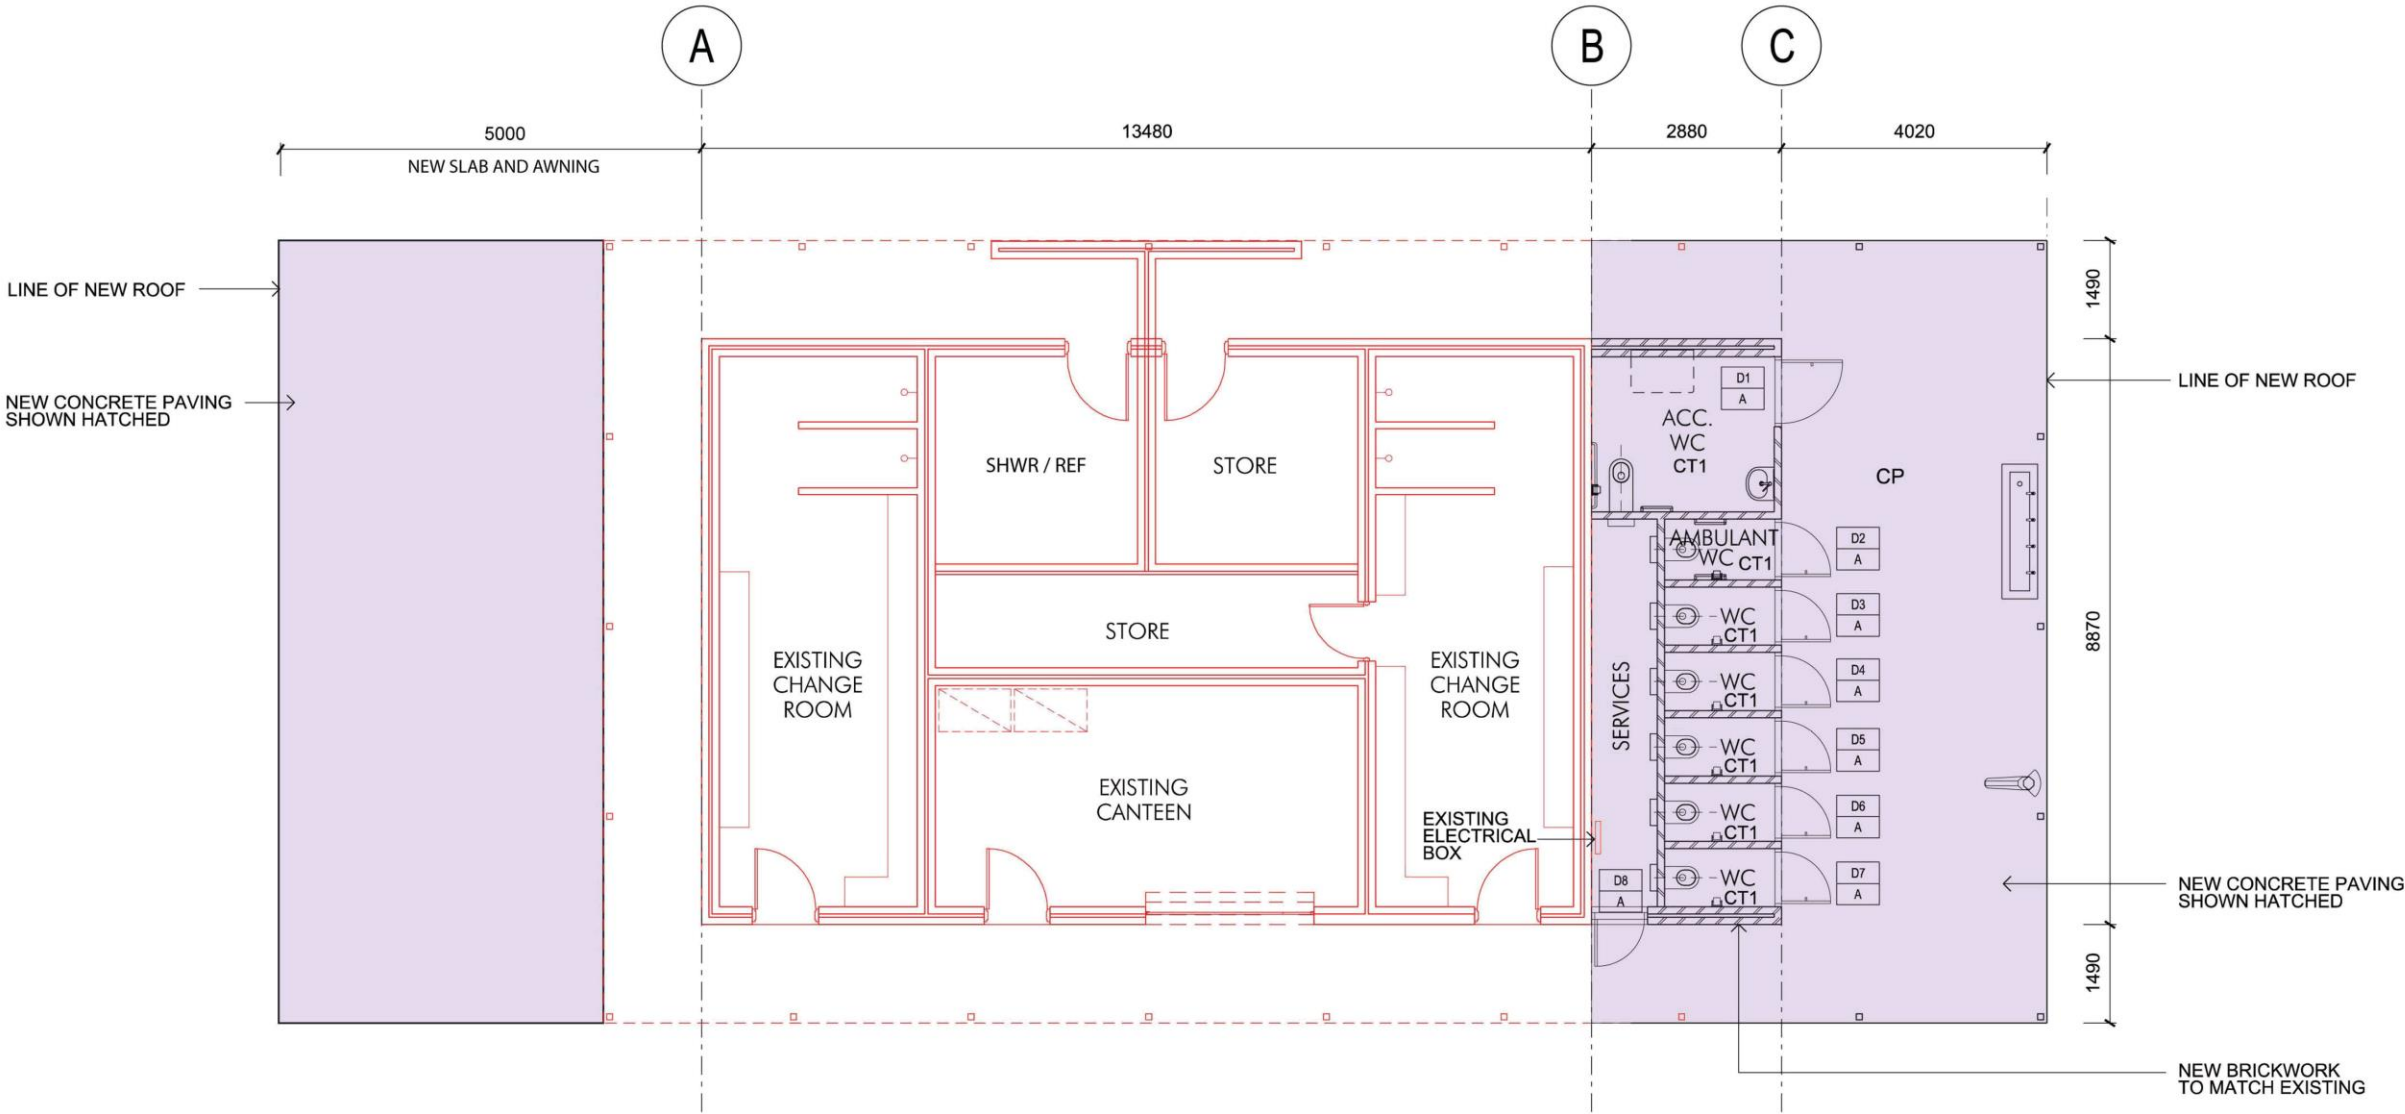 A
B
C
5000
13480
2880
4020
NEW SLAB AND AWNING
LINE OF NEW ROOF
1490
NEW CONCRETE PAVING
SHOWN HATCHED
LINE OF NEW ROOF
D1
A
ACC.
WC
CT1
SHWR / REF
STORE
CP
AMBULANT
WC CT1
D2
A
WC
CT1
D3
A
STORE
8870
EXISTING
CHANGE
ROOM
EXISTING
CHANGE
ROOM
SERVICES
WC
CT1
D4
A
WC
CT1
D5
A
EXISTING
CANTEEN
EXISTING
ELECTRICAL
BOX
WC
CT1
D6
A
D8
A
WC
CT1
D7
A
NEW CONCRETE PAVING
SHOWN HATCHED
1490
NEW BRICKWORK
TO MATCH EXISTING